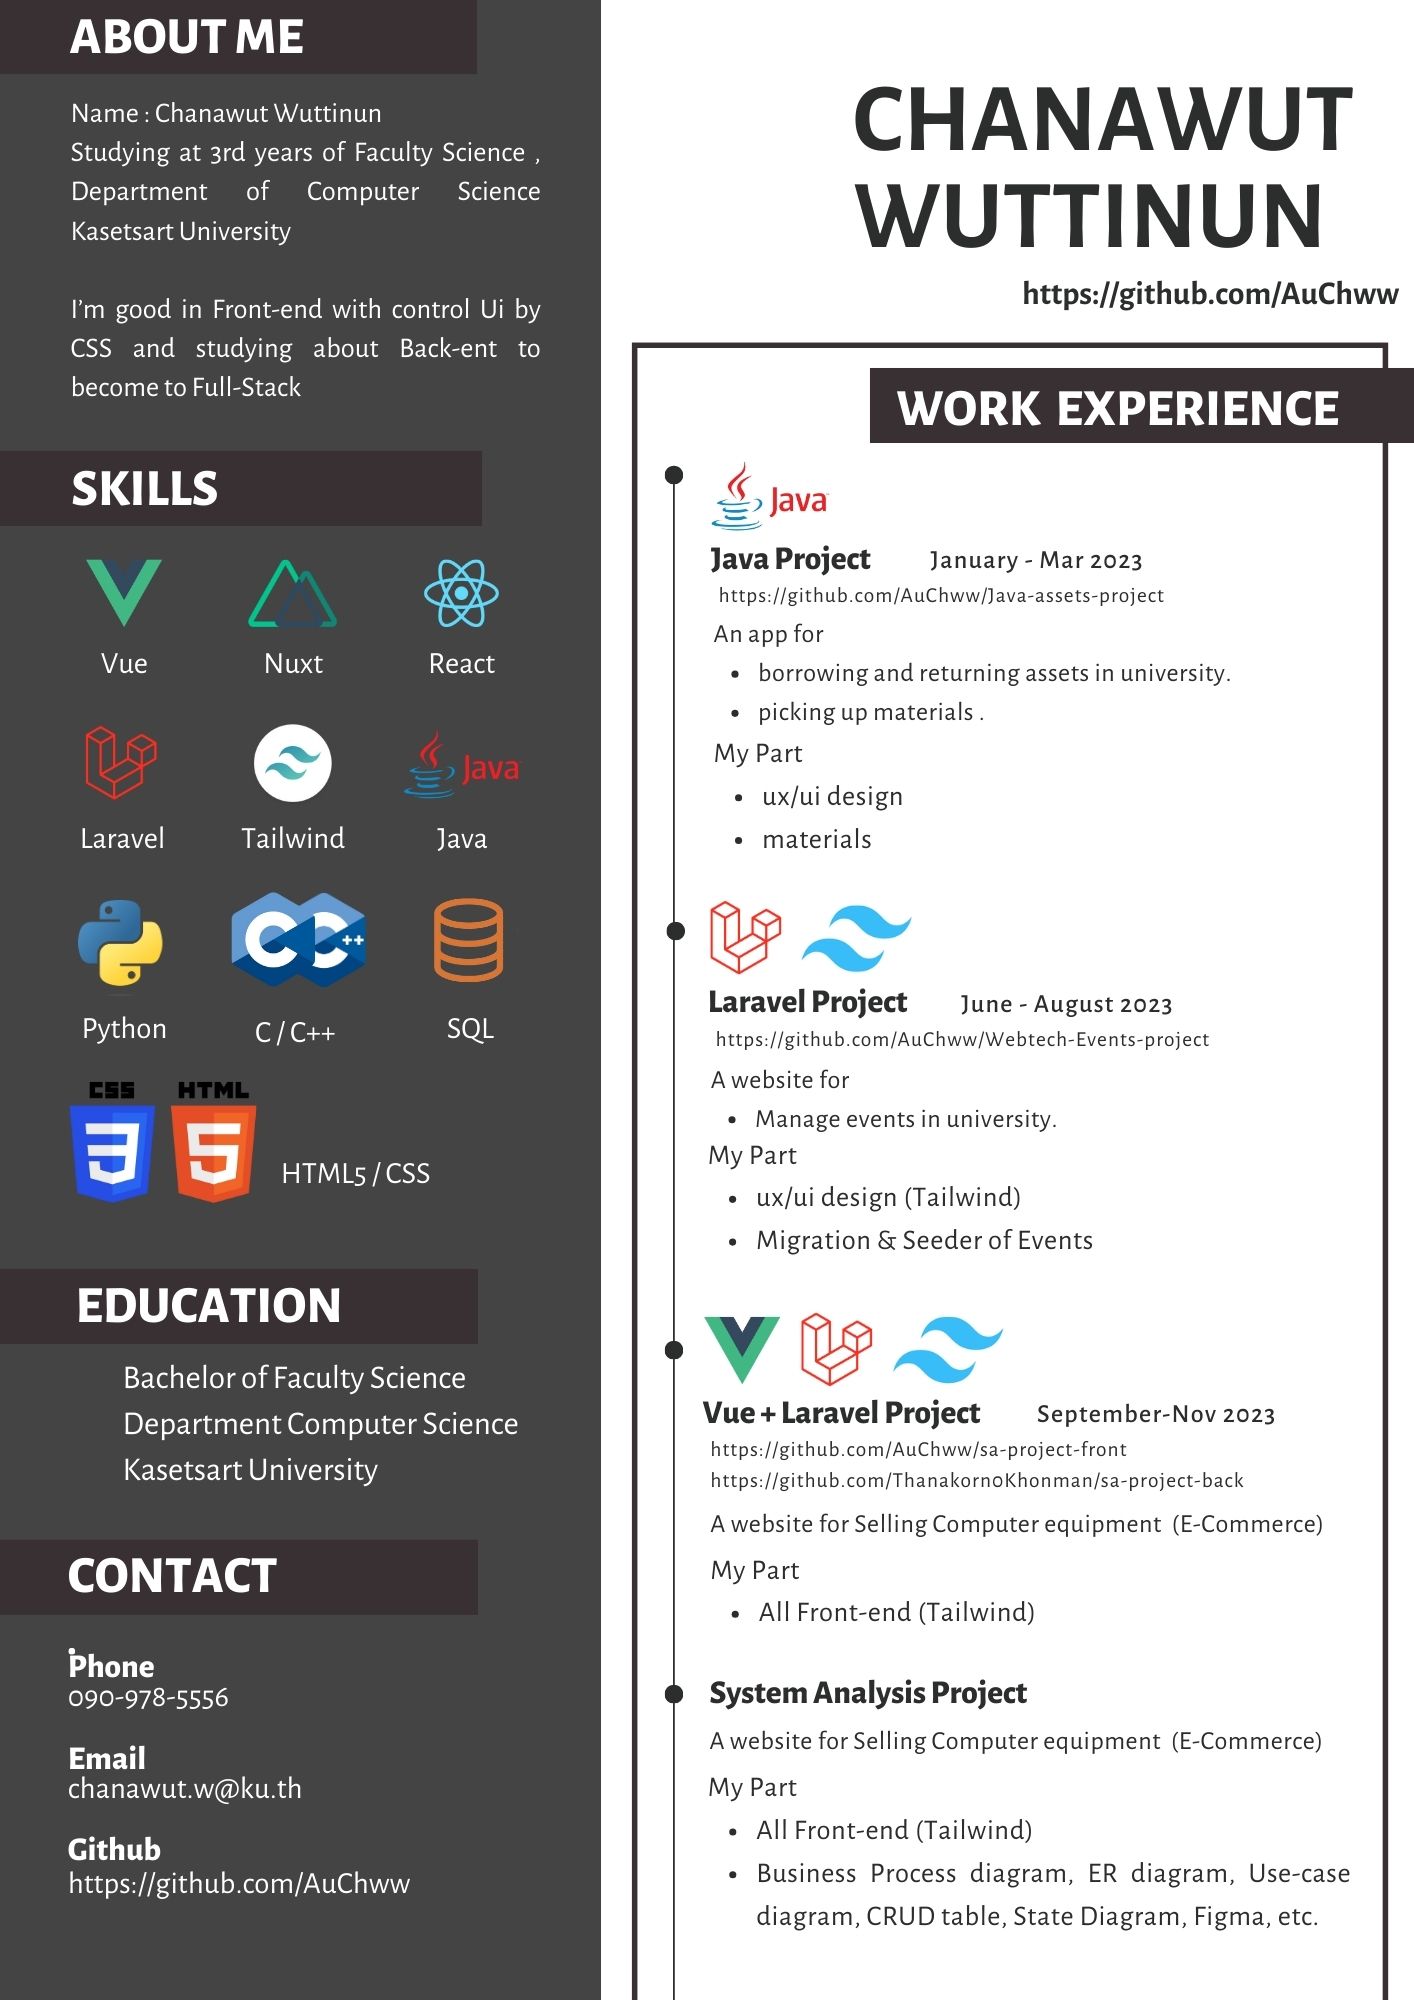 ABOUT ME
Name : Chanawut Wuttinun
Studying at 3rd years of Faculty Science ,
Department of Computer Science
Kasetsart University
I'm good in Front-end with control Ui by
CSS and studying about Back-ent to
become to Full-Stack
SKILLS
Vue
Nuxt
React
Java
Laravel
Tailwind
Java
Python
C / C++
SQL
CSS
HTML
HTML5 / CSS
EDUCATION
Bachelor of Faculty Science
Department Computer Science
Kasetsart University
CONTACT
Phone
090-978-5556
Email
chanawut.w@ku.th
Github
https://github.com/AuChww
CHANAWUT
WUTTINUN
https://github.com/AuChww
WORK EXPERIENCE
Java
Java Project January - Mar 2023
https://github.com/AuChww/Java-assets-project
An app for
• borrowing and returning assets in university.
• picking up materials .
My Part
• ux/ui design
• materials
Laravel Project June - August 2023
https://github.com/AuChww/Webtech-Events-project
A website for
• Manage events in university.
My Part
• ux/ui design (Tailwind)
• Migration & Seeder of Events
Vue + Laravel Project September-Nov 2023
https://github.com/AuChww/sa-project-front
https://github.com/Thanakorn0Khonman/sa-project-back
A website for Selling Computer equipment (E-Commerce)
My Part
• All Front-end (Tailwind)
System Analysis Project
A website for Selling Computer equipment (E-Commerce)
My Part
• All Front-end (Tailwind)
• Business Process diagram, ER diagram, Use-case
diagram, CRUD table, State Diagram, Figma, etc.